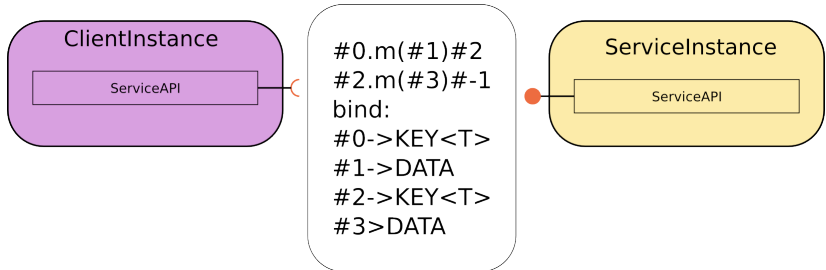 ClientInstance
ServiceAPI
#0.m(#1)#2
#2.m(#3)#-1
bind:
#0->KEY<T>
#1->DATA
#2->KEY<T>
#3>DATA
ServiceInstance
ServiceAPI